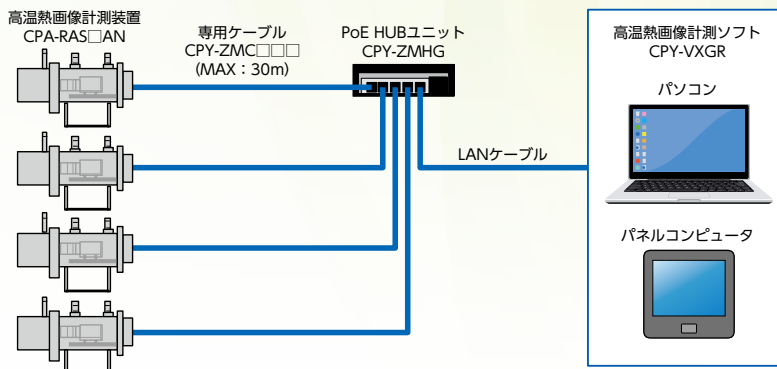 高温熱画像計測装置
CPA-RAS□AN
専用ケーブル
CPY-ZMC□□□
(MAX：30m)
PoE HUBユニット
CPY-ZMHG
LANケーブル
高温熱画像計測ソフト
CPY-VXGR
パソコン
パネルコンピュータ